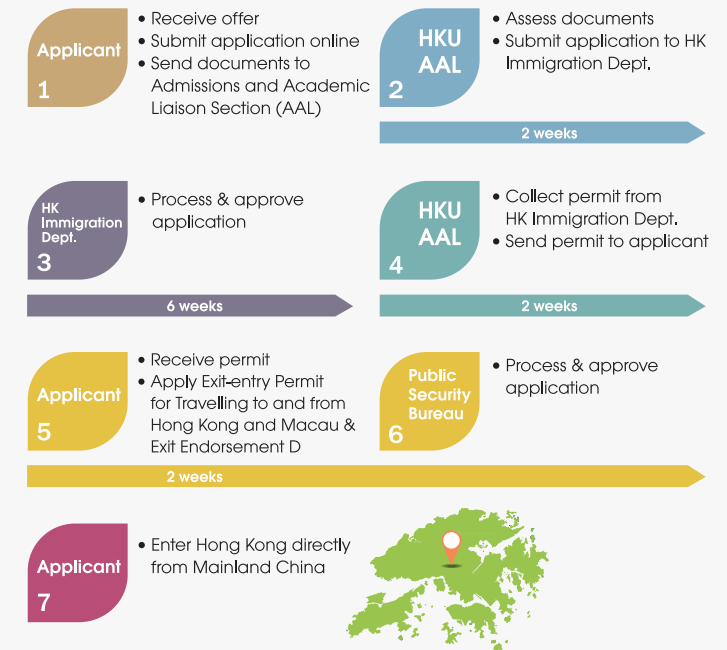 Applicant
1
• Receive offer
• Submit application online
• Send documents to
Admissions and Academic
Liaison Section (AAL)
HKU
AAL
2
• Assess documents
• Submit application to HK
Immigration Dept.
2 weeks
HK
Immigration
Dept.
3
• Process & approve
application
6 weeks
HKU
AAL
4
• Collect permit from
HK Immigration Dept.
• Send permit to applicant
2 weeks
Applicant
5
• Receive permit
• Apply Exit-entry Permit
for Travelling to and from
Hong Kong and Macau &
Exit Endorsement D
Public
Security
Bureau
6
• Process & approve
application
2 weeks
Applicant
7
• Enter Hong Kong directly
from Mainland China